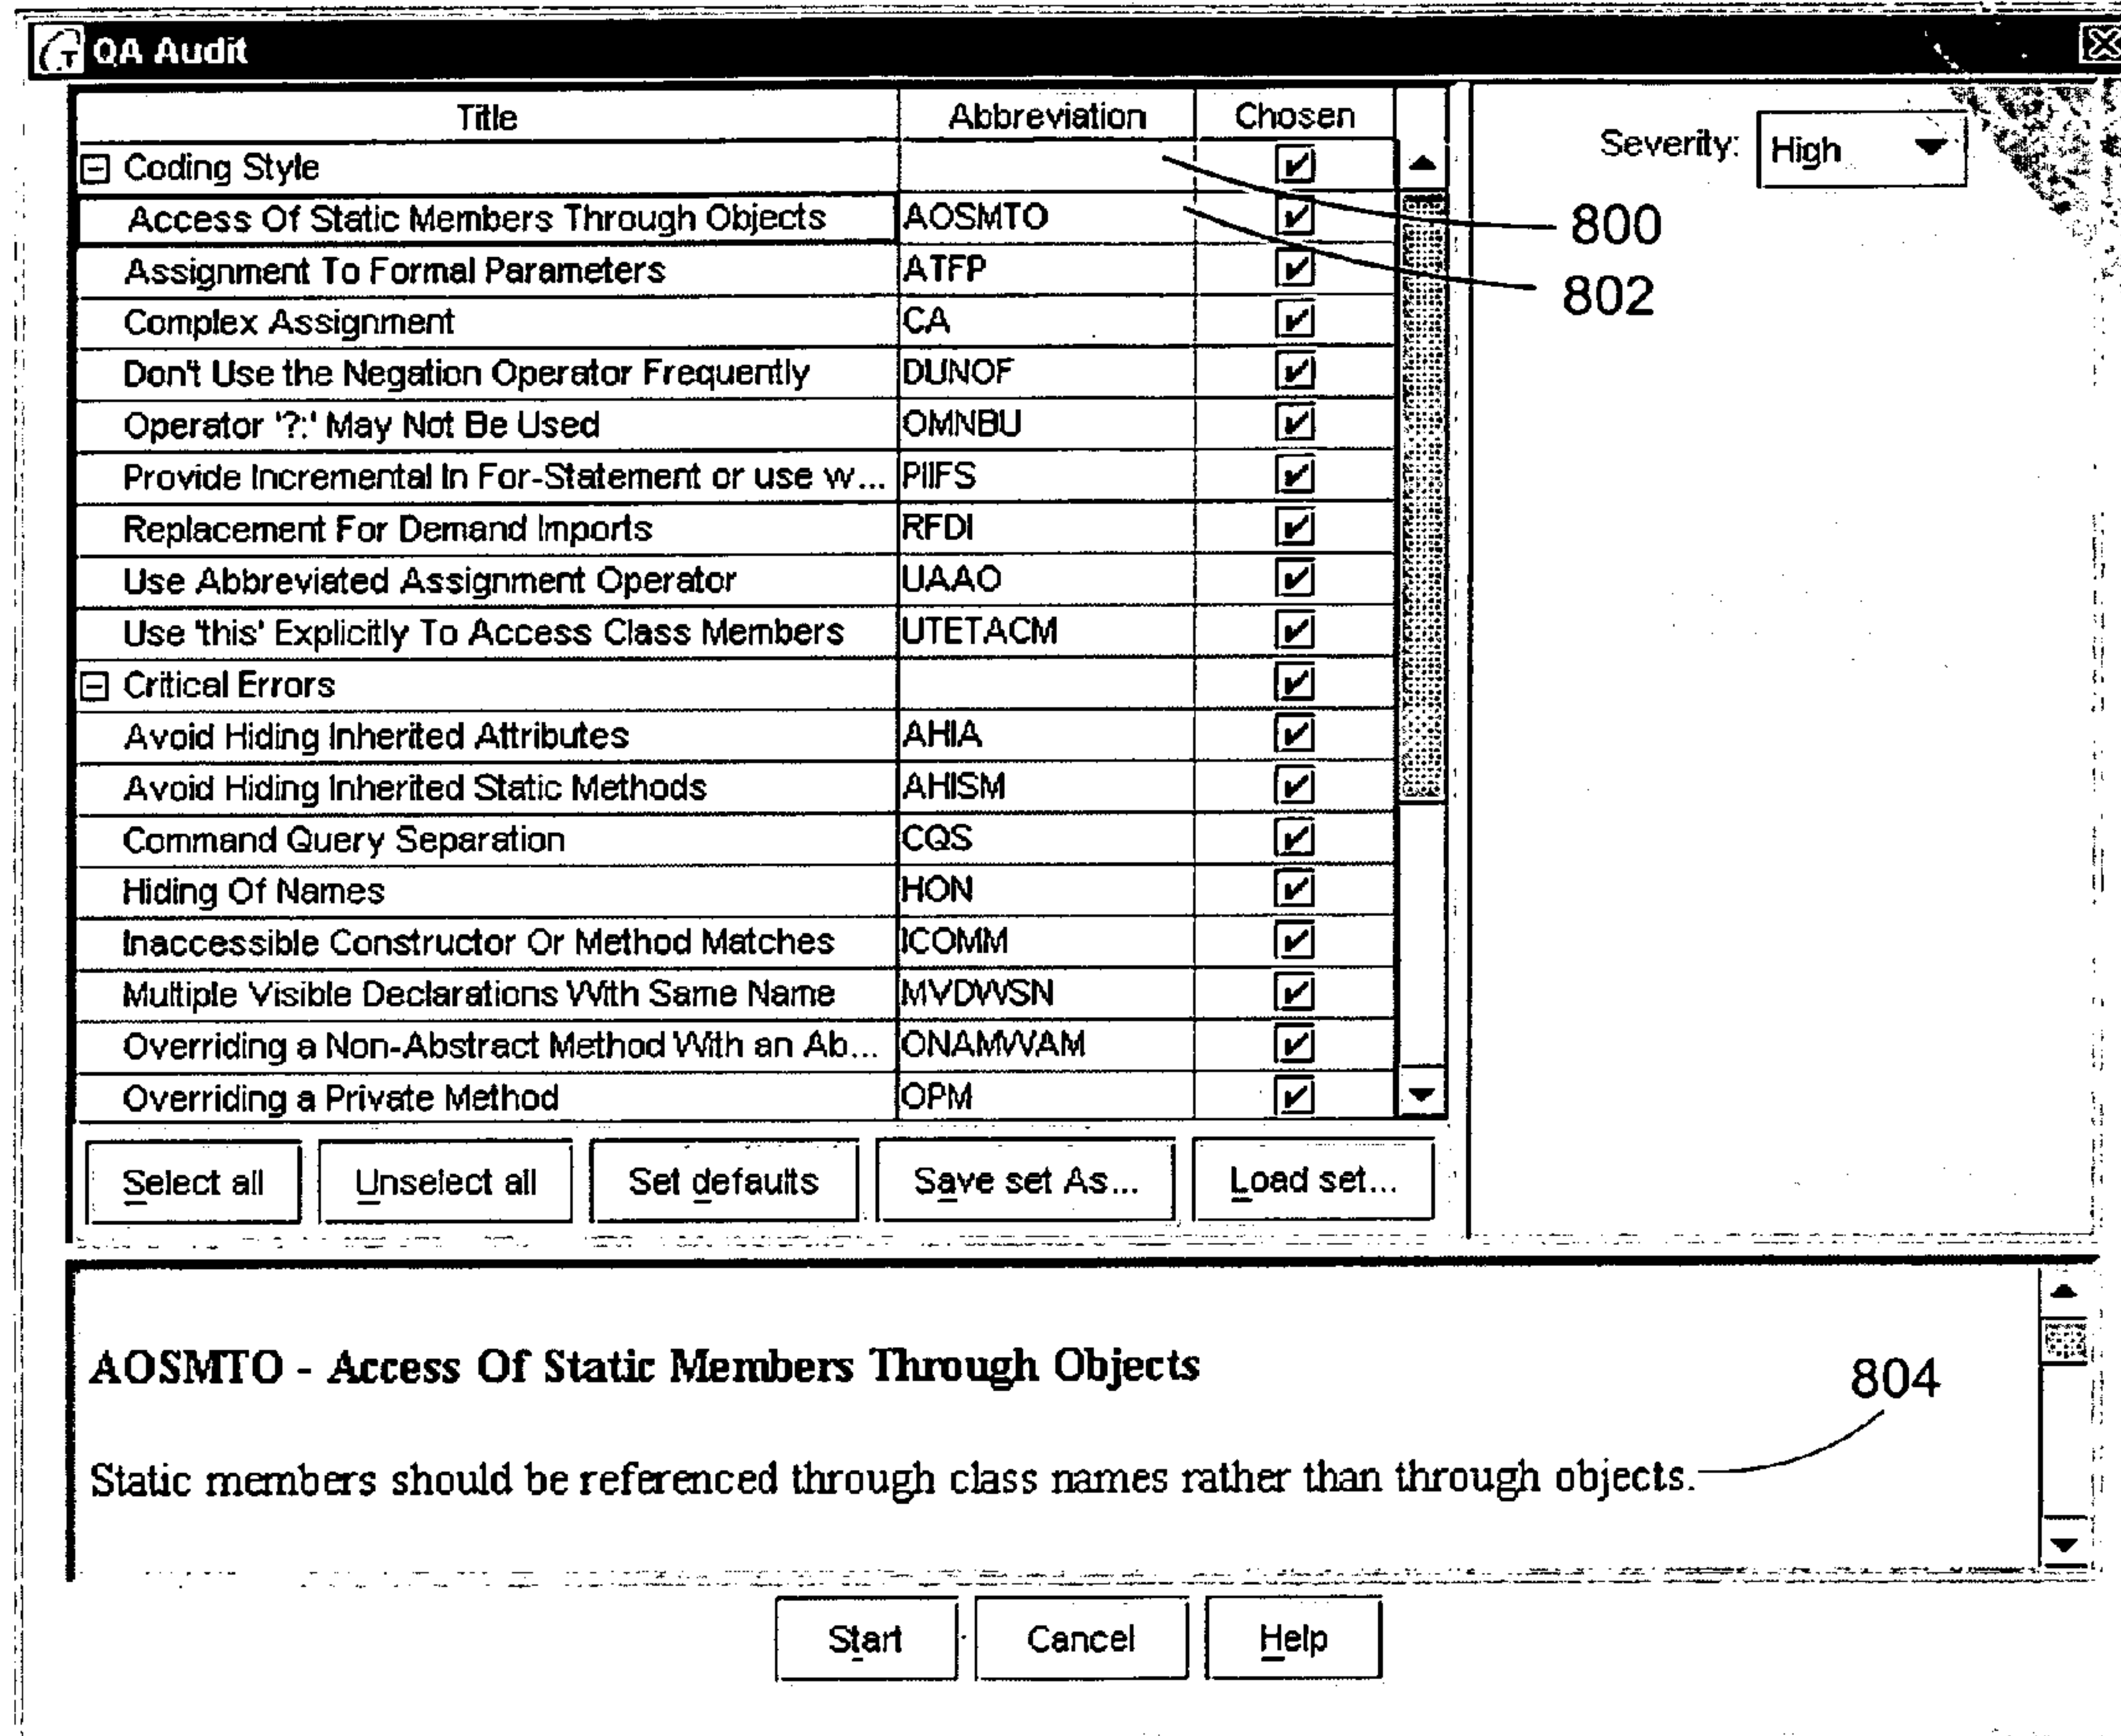 QA Audit
Title Abbreviation Chosen
Severity: High
Coding Style
800
Access Of Static Members Through Objects AOSMTO
802
Assignment To Formal Parameters ATFP
Complex Assignment CA
Don't Use the Negation Operator Frequently DUNOF
Operator '?:' May Not Be Used OMNBU
Provide Incremental In For-Statement or use w... PIIFS
Replacement For Demand Imports RFDI
Use Abbreviated Assignment Operator UAAO
Use 'this' Explicitly To Access Class Members UTETACM
Critical Errors
Avoid Hiding Inherited Attributes AHIA
Avoid Hiding Inherited Static Methods AHISM
Command Query Separation CQS
Hiding Of Names HON
Inaccessible Constructor Or Method Matches ICOMM
Multiple Visible Declarations With Same Name MVDWSN
Overriding a Non-Abstract Method With an Ab... ONAMWAM
Overriding a Private Method OPM
Select all Unselect all Set defaults Save set As... Load set...
AOSMTO - Access Of Static Members Through Objects
804
Static members should be referenced through class names rather than through objects.
Start Cancel Help